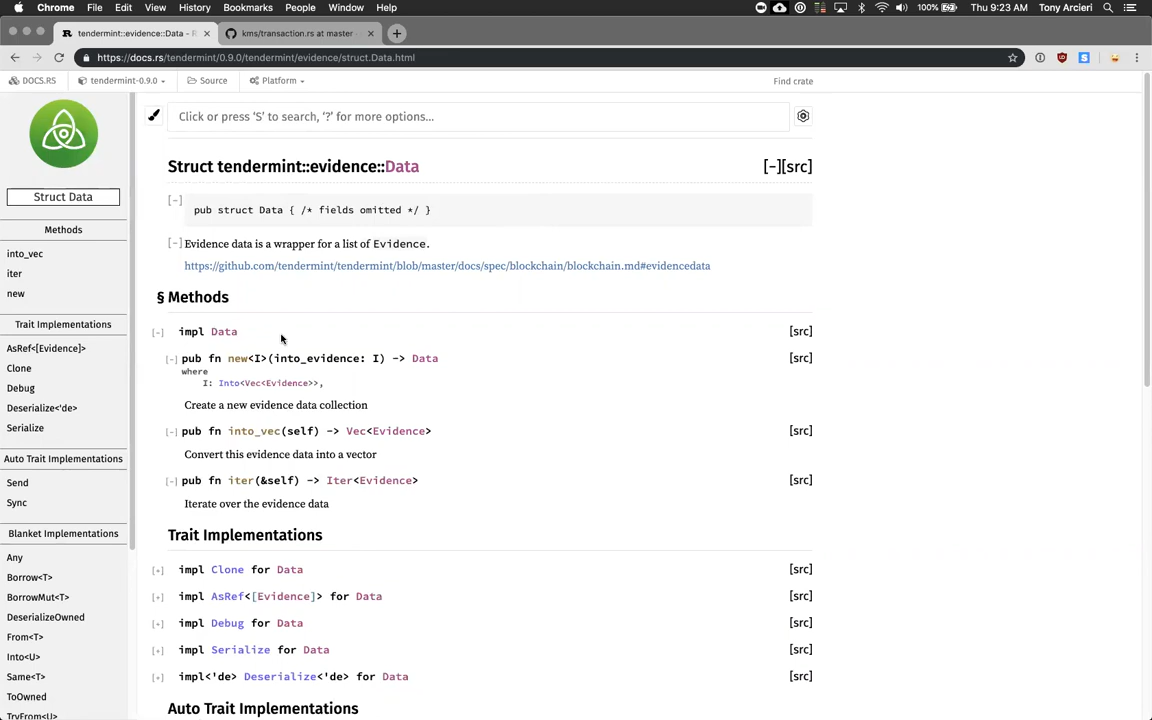 Chrome File Edit View History Bookmarks People Window Help 100% Thu 9:23 AM Tony Arcieri
tendermint::evidence::Data - R kms/transaction.rs at master
https://docs.rs/tendermint/0.9.0/tendermint/evidence/struct.Data.html
DOCS.RS tendermint-0.9.0 Source Platform Find crate
Click or press ‘S’ to search, ‘?’ for more options…
Struct tendermint::evidence::Data [-][src]
[-]
pub struct Data { /* fields omitted */ }
[-] Evidence data is a wrapper for a list of Evidence.
https://github.com/tendermint/tendermint/blob/master/docs/spec/blockchain/blockchain.md#evidencedata
§ Methods
[-] impl Data [src]
[-] pub fn new<I>(into_evidence: I) -> Data [src]
where
I: Into<Vec<Evidence>>,
Create a new evidence data collection
[-] pub fn into_vec(self) -> Vec<Evidence> [src]
Convert this evidence data into a vector
[-] pub fn iter(&self) -> Iter<Evidence> [src]
Iterate over the evidence data
Trait Implementations
[+] impl Clone for Data [src]
[+] impl AsRef<[Evidence]> for Data [src]
[+] impl Debug for Data [src]
[+] impl Serialize for Data [src]
[+] impl<'de> Deserialize<'de> for Data [src]
Auto Trait Implementations
Struct Data
Methods
into_vec
iter
new
Trait Implementations
AsRef<[Evidence]>
Clone
Debug
Deserialize<'de>
Serialize
Auto Trait Implementations
Send
Sync
Blanket Implementations
Any
Borrow<T>
BorrowMut<T>
DeserializeOwned
From<T>
Into<U>
Same<T>
ToOwned
TryFrom<U>